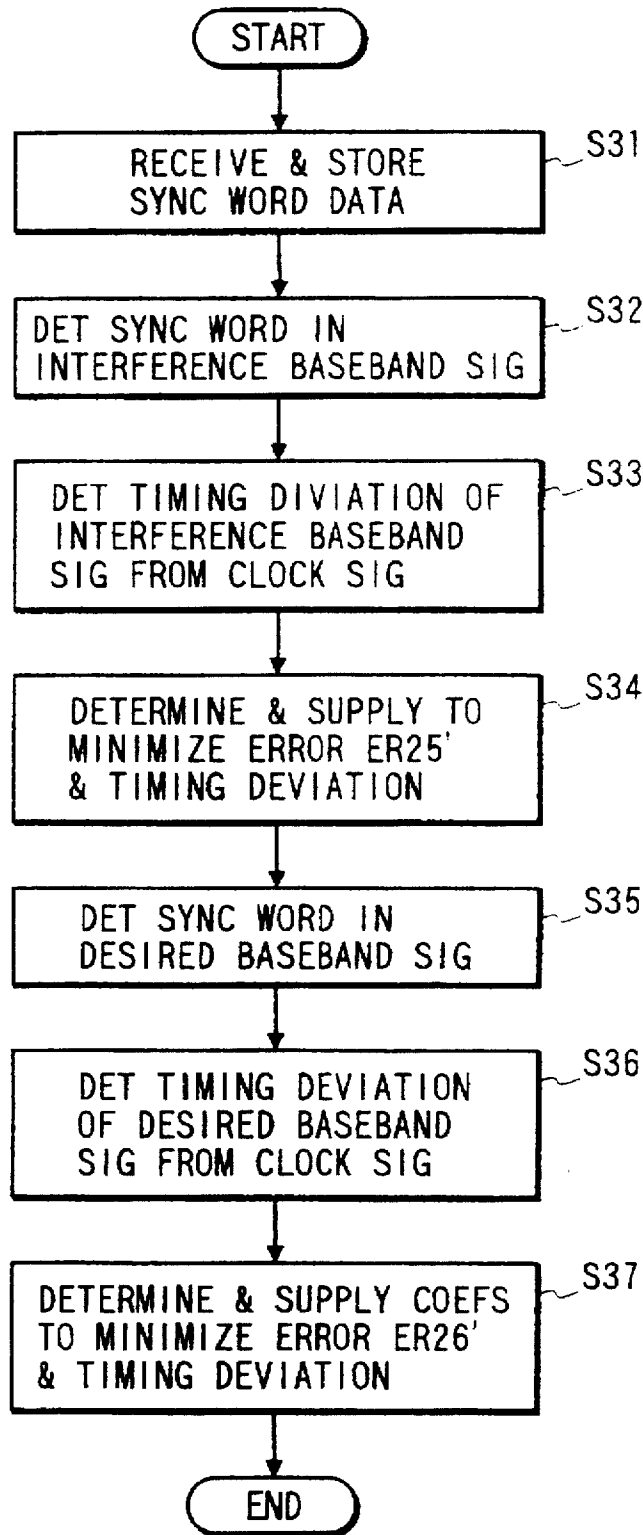 START
S31
RECEIVE & STORE
SYNC WORD DATA
S32
DET SYNC WORD IN
INTERFERENCE BASEBAND SIG
S33
DET TIMING DIVIATION OF
INTERFERENCE BASEBAND
SIG FROM CLOCK SIG
S34
DETERMINE & SUPPLY TO
MINIMIZE ERROR ER25'
& TIMING DEVIATION
S35
DET SYNC WORD IN
DESIRED BASEBAND SIG
S36
DET TIMING DEVIATION
OF DESIRED BASEBAND
SIG FROM CLOCK SIG
S37
DETERMINE & SUPPLY COEFS
TO MINIMIZE ERROR ER26'
& TIMING DEVIATION
END